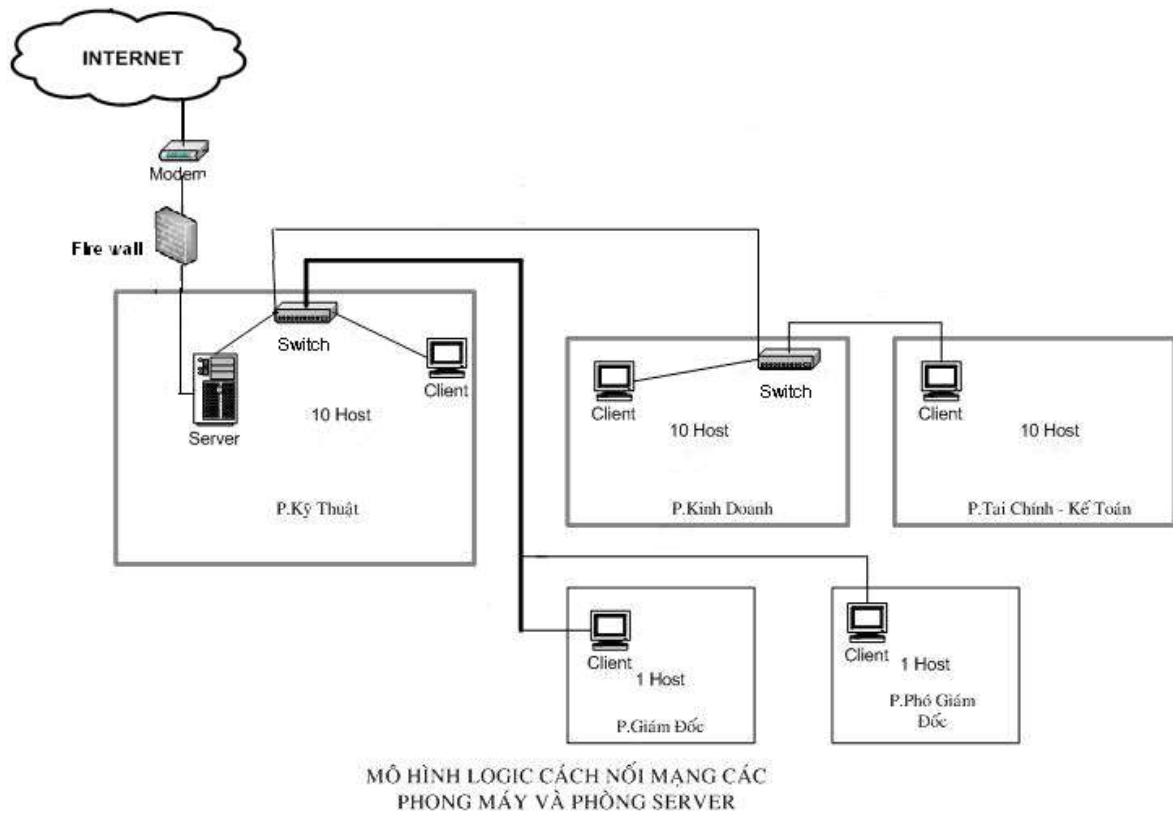 INTERNET
Modem
Fire wall
Switch
Client
Server
10 Host
P.Kỹ Thuật
Client
Switch
10 Host
P.Kinh Doanh
Client
10 Host
P.Tai Chính - Kế Toán
Client
1 Host
P.Giám Đốc
Client
1 Host
P.Phó Giám
Đốc
MÔ HÌNH LOGIC CÁCH NỐI MẠNG CÁC
PHONG MÁY VÀ PHÒNG SERVER